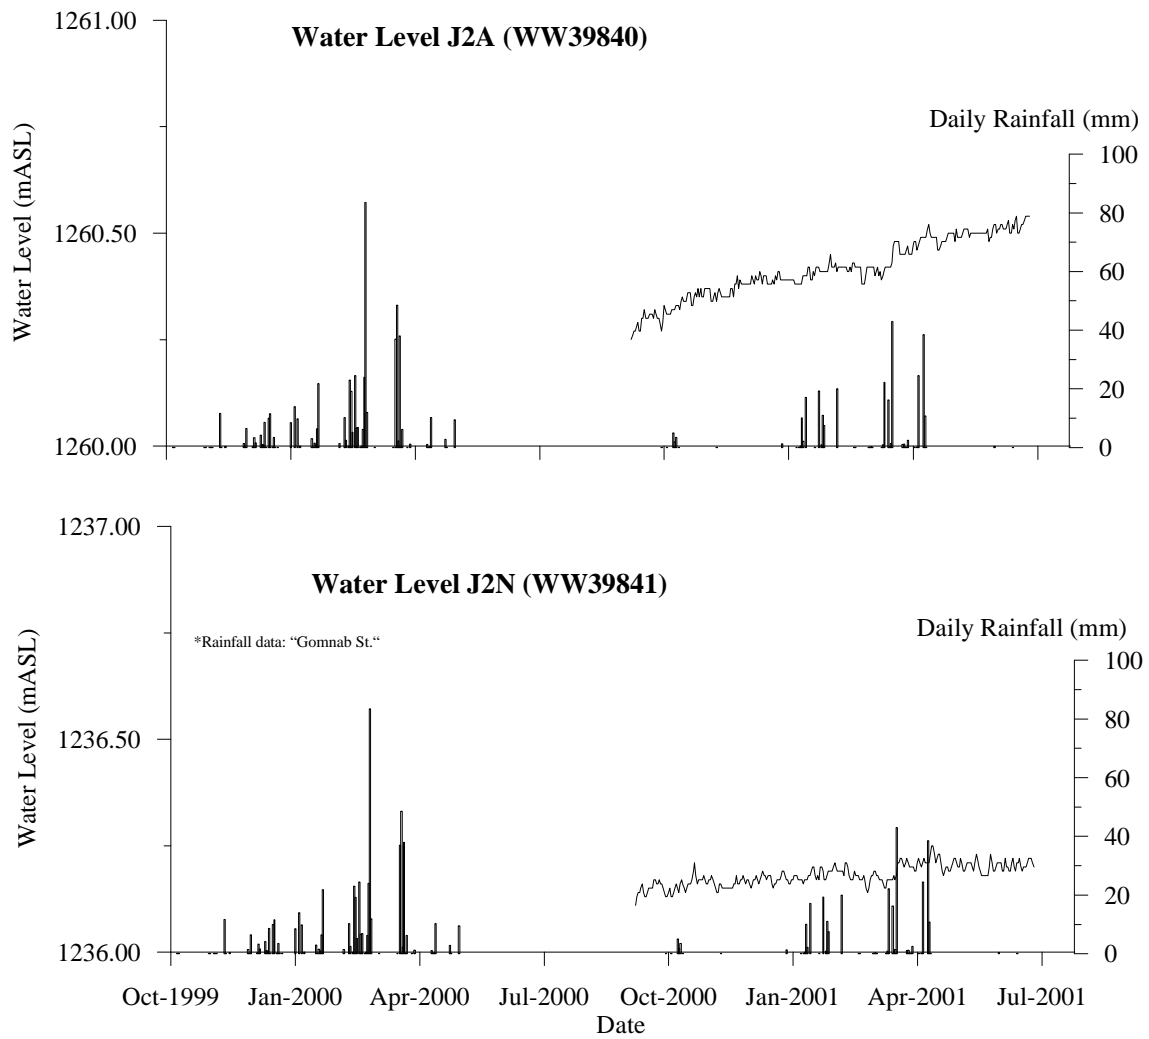 1261.00
Water Level J2A (WW39840)
Daily Rainfall (mm)
Water Level (mASL)
100
80
1260.50
60
40
20
1260.00
0
1237.00
Water Level J2N (WW39841)
Daily Rainfall (mm)
*Rainfall data: “Gomnab St.“
Water Level (mASL)
100
80
1236.50
60
40
20
1236.00
0
Oct-1999 Jan-2000 Apr-2000 Jul-2000 Oct-2000 Jan-2001 Apr-2001 Jul-2001
Date